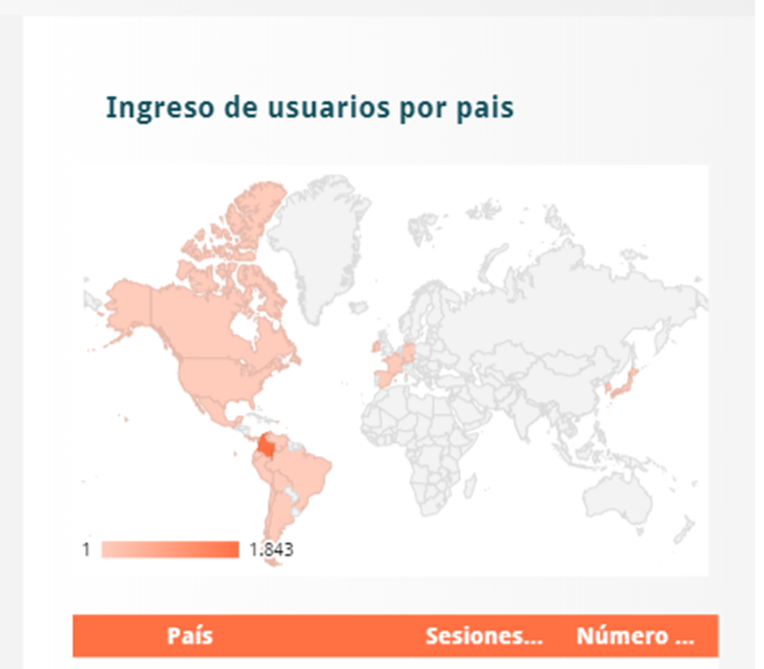 Ingreso de usuarios por pais
1 1.843
País Sesiones... Número ...